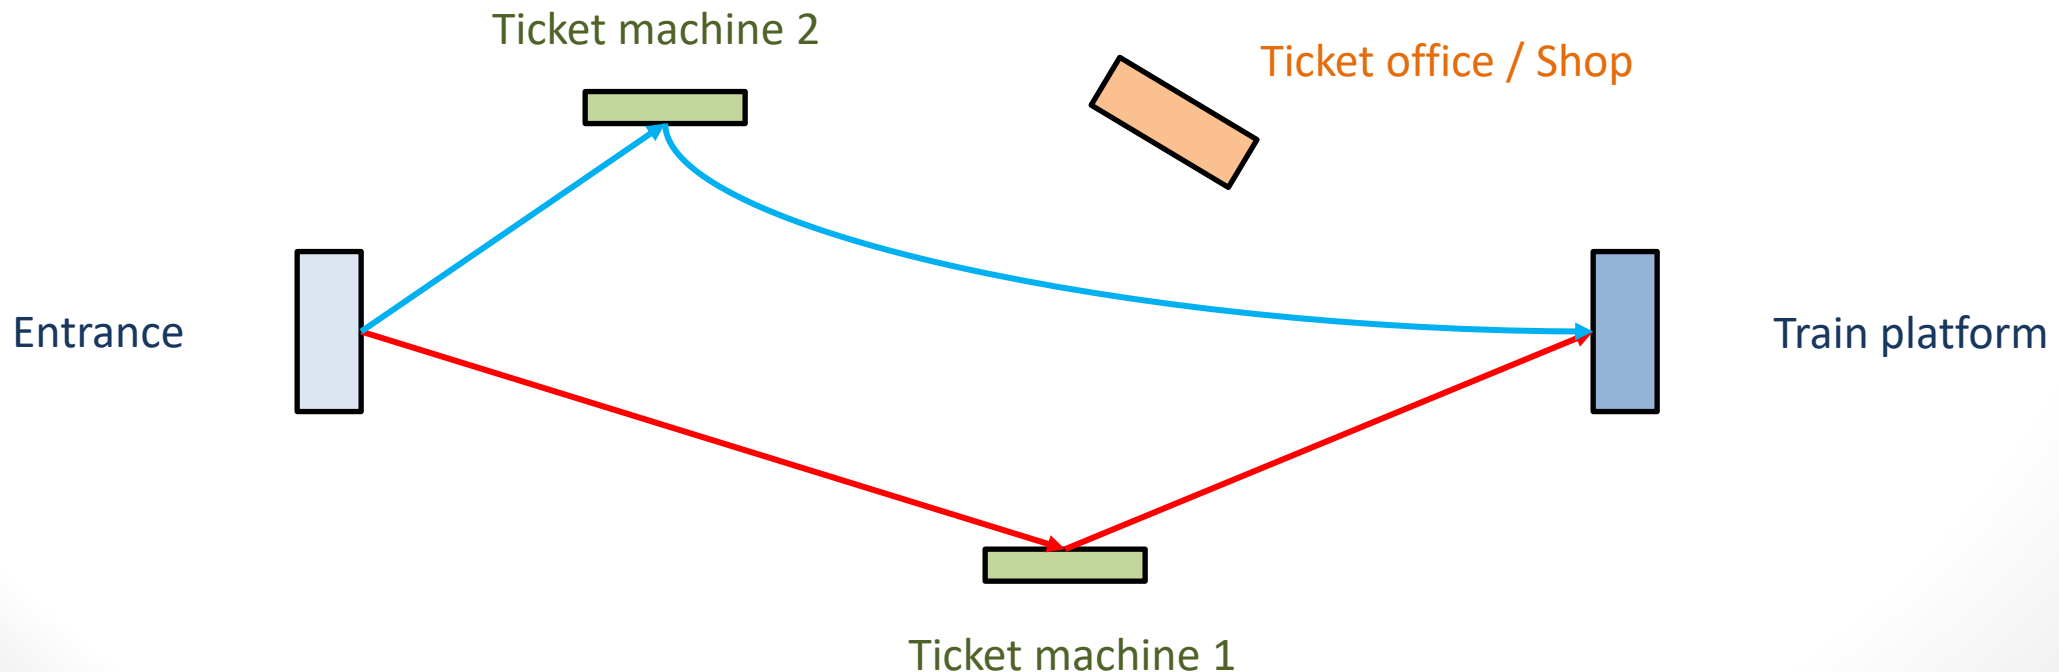 Ticket machine 2
Ticket office / Shop
Entrance
Train platform
Ticket machine 1